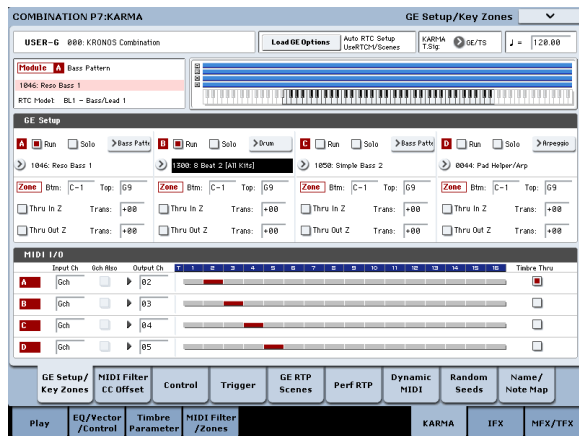 COMBINATION P7:KARMA GE Setup/Key Zones
USER-G 000: KRONOS Combination Load GE Options Auto RTC Setup UseRTCM/Scenes KARMA T.Sig: GE/TS ♩ = 120.00
Module A Bass Pattern
1046: Reso Bass 1
RTC Model: BL1 - Bass/Lead 1
A B C D
GE Setup
A Run Solo Bass Patte B Run Solo Drum C Run Solo Bass Patte D Run Solo Arpeggio
1046: Reso Bass 1 1300: 8 Beat 2 [All Kits] 1050: Simple Bass 2 0044: Pad Helper/Arp
Zone Btm: C-1 Top: G9 Zone Btm: C-1 Top: G9 Zone Btm: C-1 Top: G9 Zone Btm: C-1 Top: G9
Thru In Z Trans: +00 Thru In Z Trans: +00 Thru In Z Trans: +00 Thru In Z Trans: +00
Thru Out Z Trans: +00 Thru Out Z Trans: +00 Thru Out Z Trans: +00 Thru Out Z Trans: +00
MIDI I/O
Input Ch Gch Also Output Ch T 1 2 3 4 5 6 7 8 9 10 11 12 13 14 15 16 Timbre Thru
A Gch 02
B Gch 03
C Gch 04
D Gch 05
GE Setup/ Key Zones MIDI Filter CC Offset Control Trigger GE RTP Scenes Perf RTP Dynamic MIDI Random Seeds Name/ Note Map
Play EQ/Vector /Control Timbre Parameter MIDI Filter /Zones KARMA IFX MFX/TFX